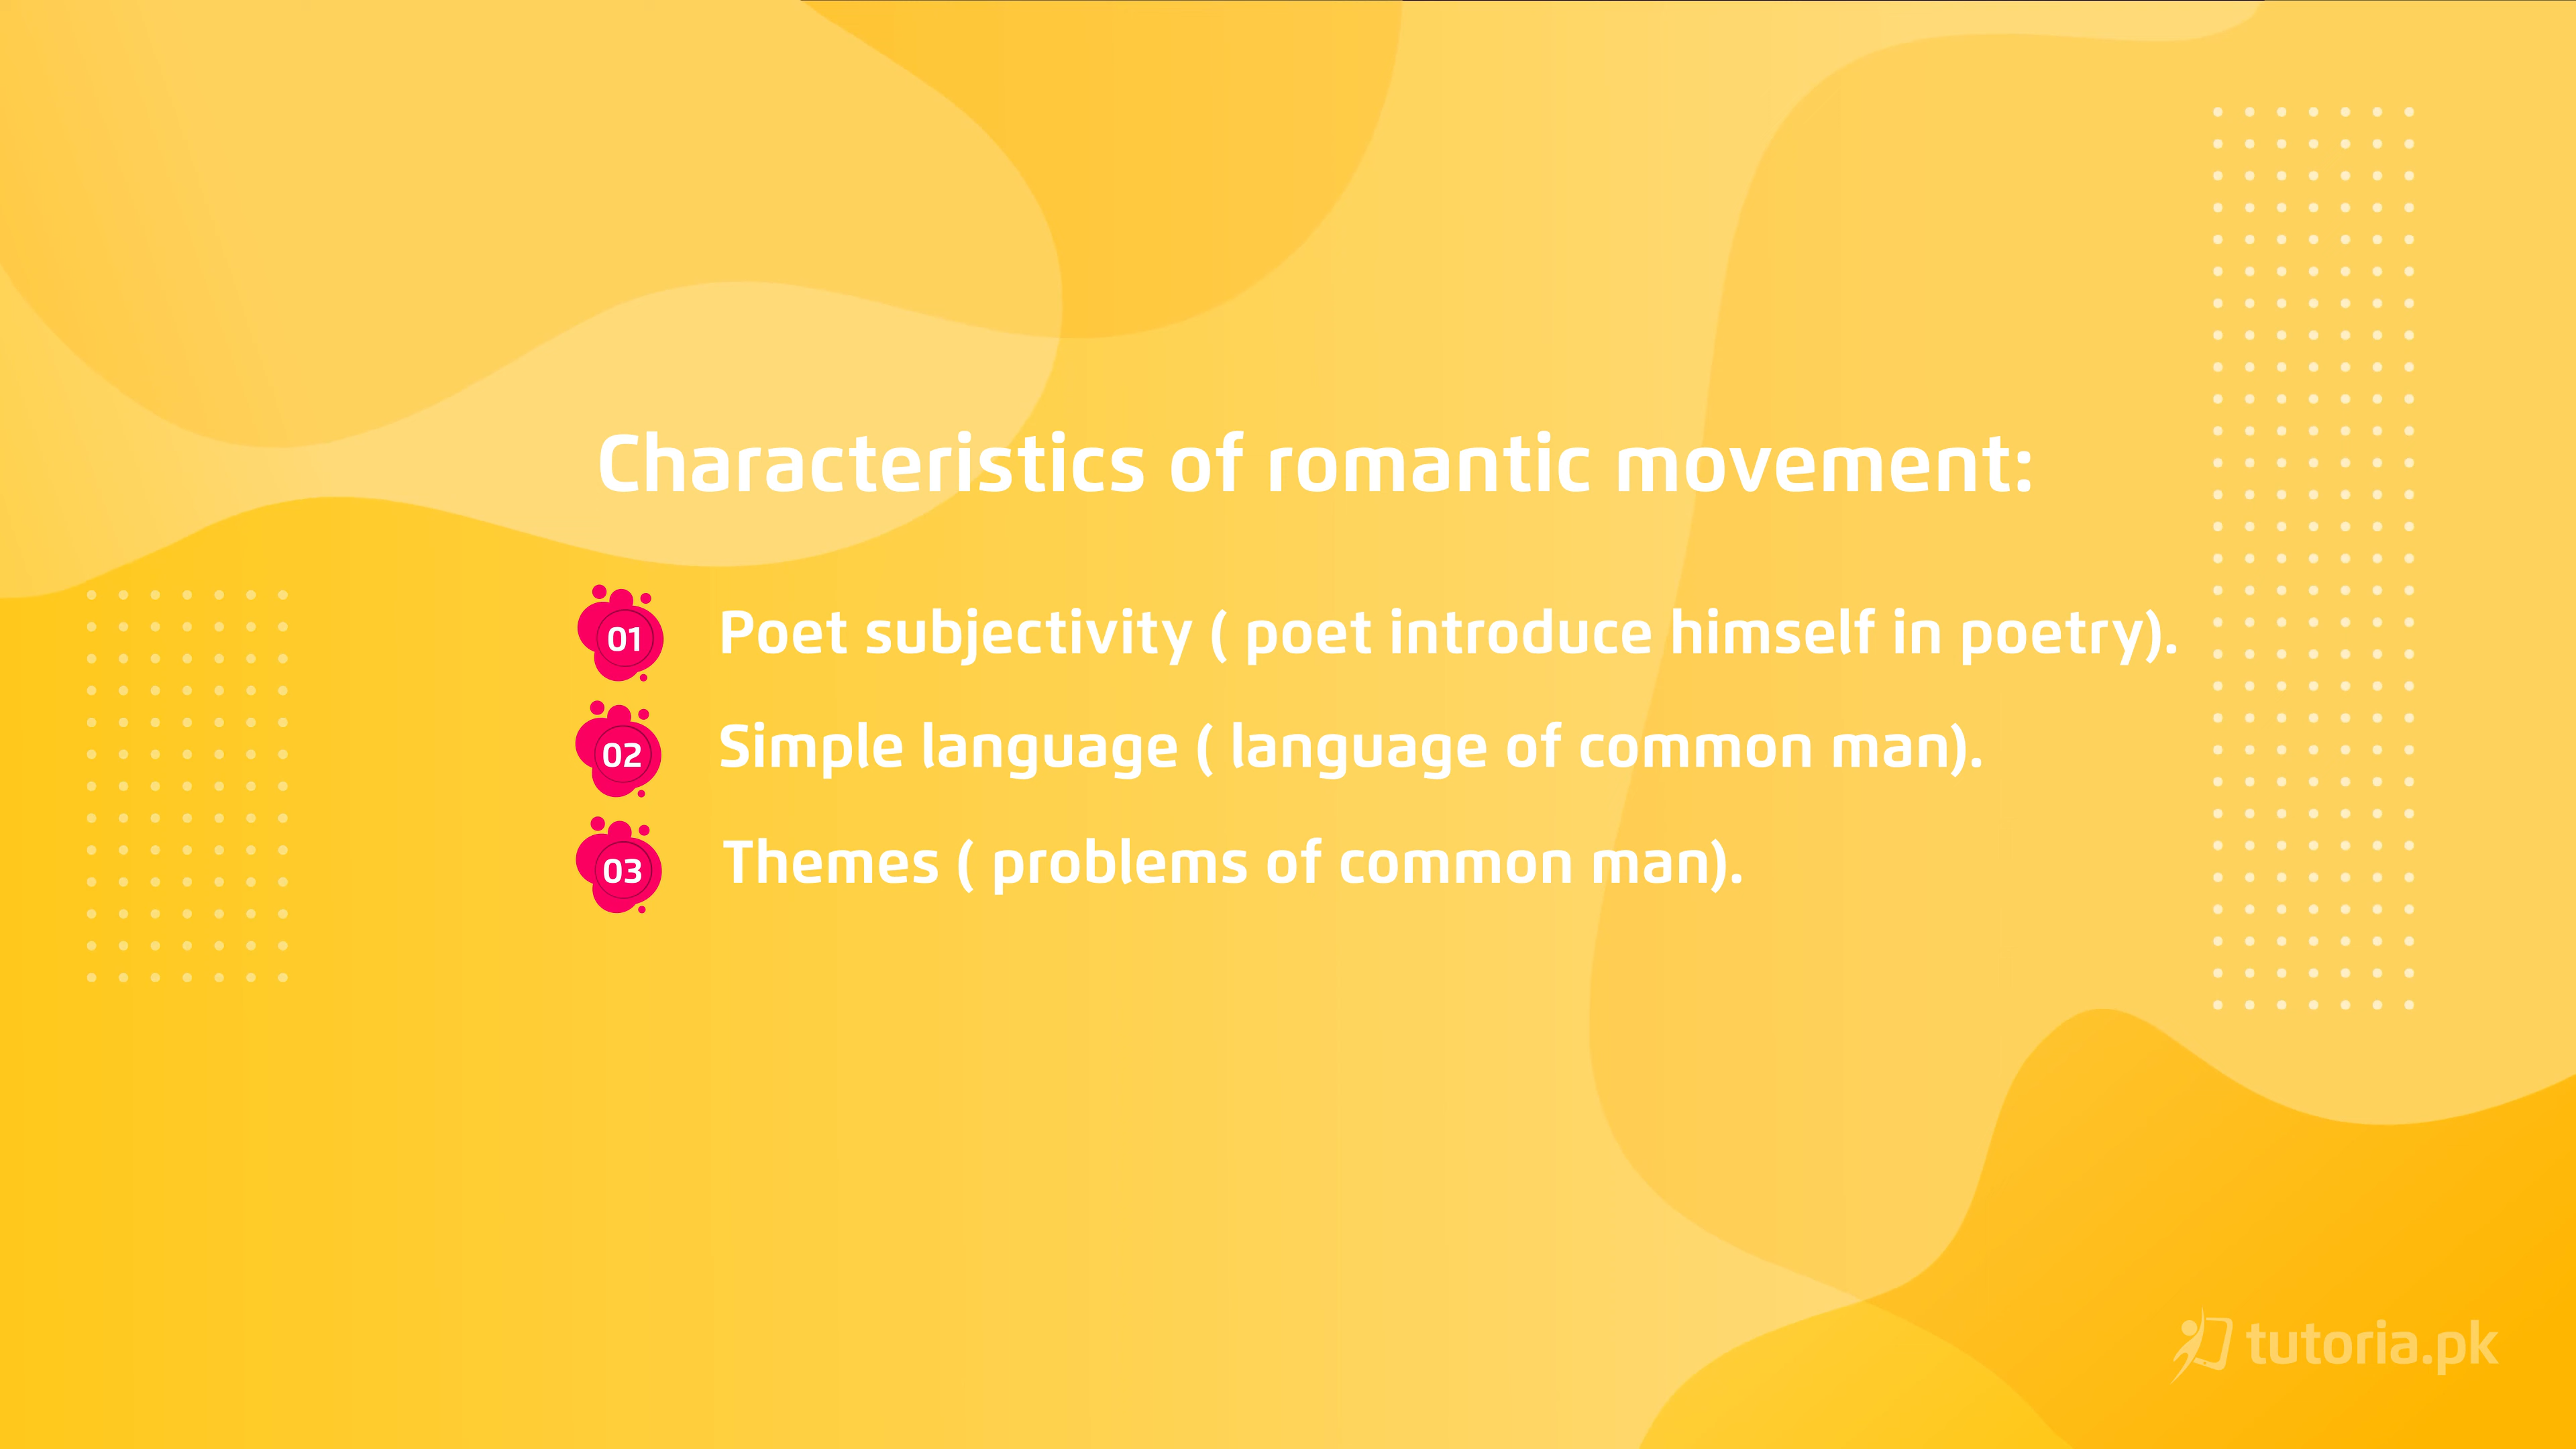 Characteristics of romantic movement:
01 Poet subjectivity ( poet introduce himself in poetry).
02 Simple language ( language of common man).
03 Themes ( problems of common man).
tutoria.pk